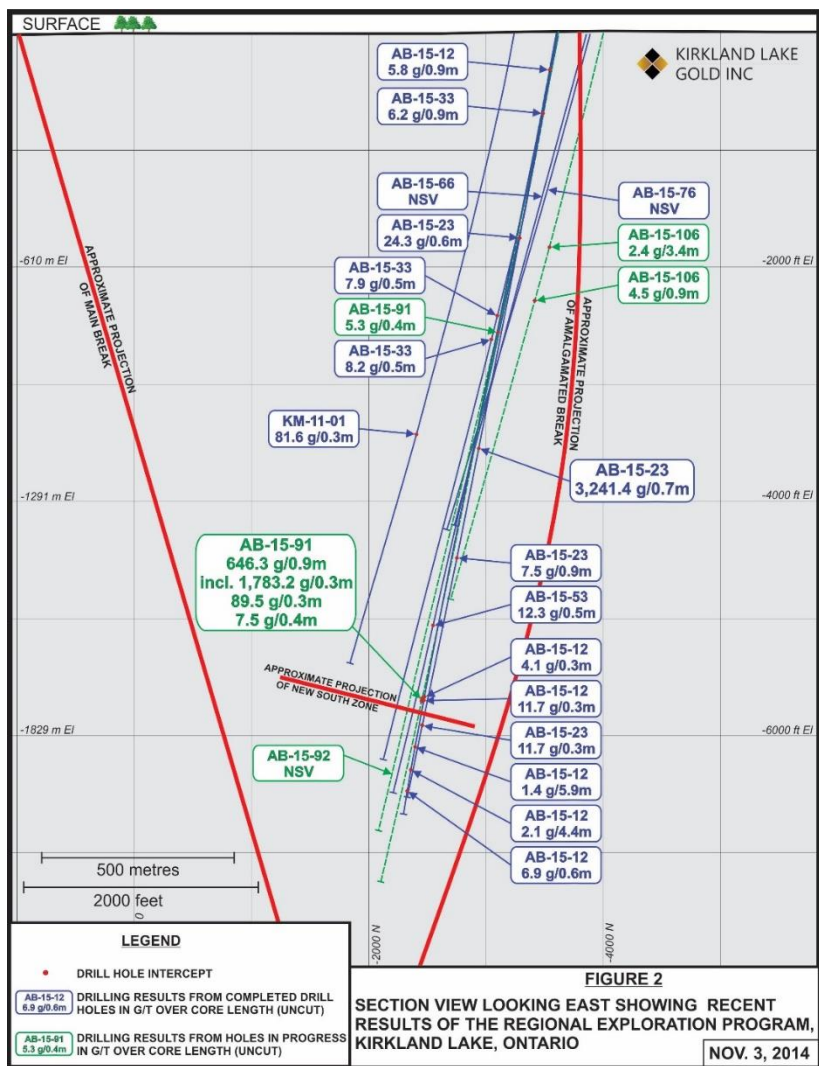 SURFACE
KIRKLAND LAKE
GOLD INC
AB-15-12
5.8 g/0.9m
AB-15-33
6.2 g/0.9m
AB-15-66
NSV
AB-15-76
NSV
AB-15-23
24.3 g/0.6m
AB-15-106
2.4 g/3.4m
-610 m El
-2000 ft El
AB-15-33
7.9 g/0.5m
AB-15-106
4.5 g/0.9m
AB-15-91
5.3 g/0.4m
AB-15-33
8.2 g/0.5m
APPROXIMATE PROJECTION
OF MAIN BREAK
APPROXIMATE PROJECTION
OF AMALGAMATED BREAK
KM-11-01
81.6 g/0.3m
AB-15-23
3,241.4 g/0.7m
-1291 m El
-4000 ft El
AB-15-91
646.3 g/0.9m
incl. 1,783.2 g/0.3m
89.5 g/0.3m
7.5 g/0.4m
AB-15-23
7.5 g/0.9m
AB-15-53
12.3 g/0.5m
AB-15-12
4.1 g/0.3m
APPROXIMATE PROJECTION
OF NEW SOUTH ZONE
AB-15-12
11.7 g/0.3m
-1829 m El
-6000 ft El
AB-15-23
11.7 g/0.3m
AB-15-92
NSV
AB-15-12
1.4 g/5.9m
AB-15-12
2.1 g/4.4m
AB-15-12
6.9 g/0.6m
500 metres
2000 feet
0
-2000 N
-4000 N
LEGEND
DRILL HOLE INTERCEPT
AB-15-12
6.9 g/0.6m
DRILLING RESULTS FROM COMPLETED DRILL
HOLES IN G/T OVER CORE LENGTH (UNCUT)
AB-15-91
5.3 g/0.4m
DRILLING RESULTS FROM HOLES IN PROGRESS
IN G/T OVER CORE LENGTH (UNCUT)
FIGURE 2
SECTION VIEW LOOKING EAST SHOWING RECENT
RESULTS OF THE REGIONAL EXPLORATION PROGRAM,
KIRKLAND LAKE, ONTARIO
NOV. 3, 2014